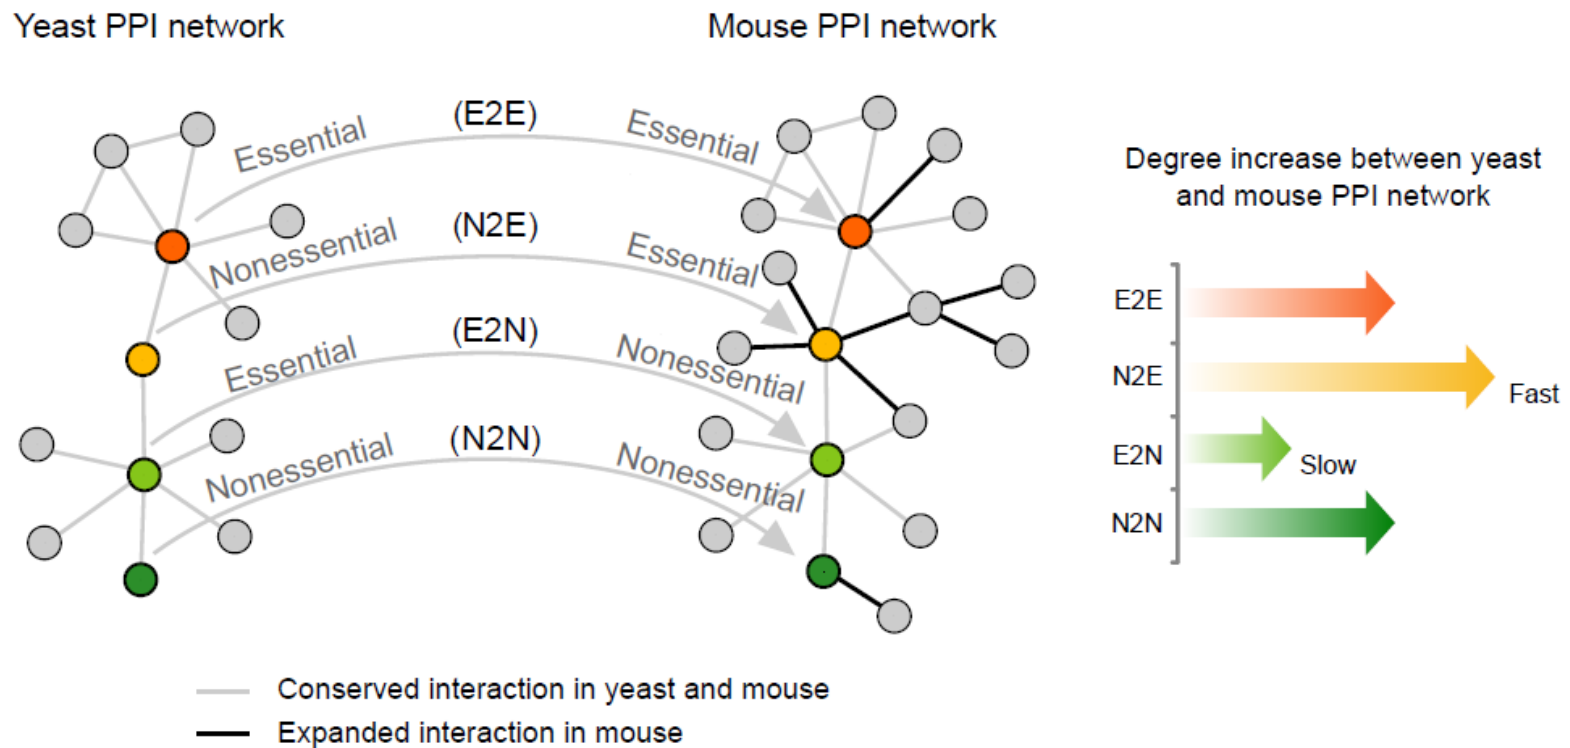 Yeast PPI network
Mouse PPI network
Essential
(E2E)
Essential
Nonessential
(N2E)
Essential
Essential
(E2N)
Nonessential
Nonessential
(N2N)
Nonessential
Degree increase between yeast
and mouse PPI network
E2E
N2E
Fast
E2N
Slow
N2N
Conserved interaction in yeast and mouse
Expanded interaction in mouse